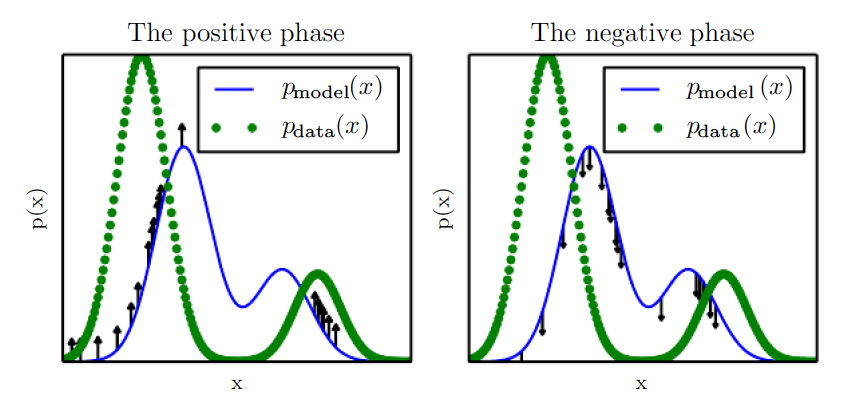 The positive phase
p_model(x)
p_data(x)
p(x)
x
The negative phase
p_model(x)
p_data(x)
p(x)
x